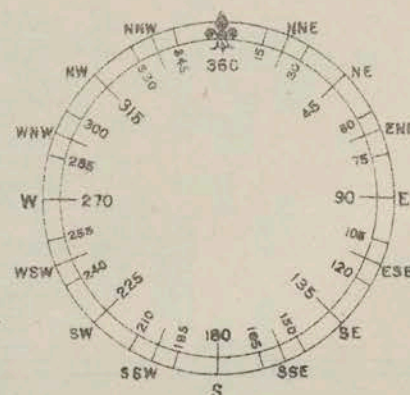 NNW NNE
NW 330 345 360 15 30 NE
315 45
WNW 300 60 ENE
285 75
W 270 90 E
255 105
WSW 240 120 ESE
225 135
SW 210 195 180 165 150 SE
SSW SSE
S